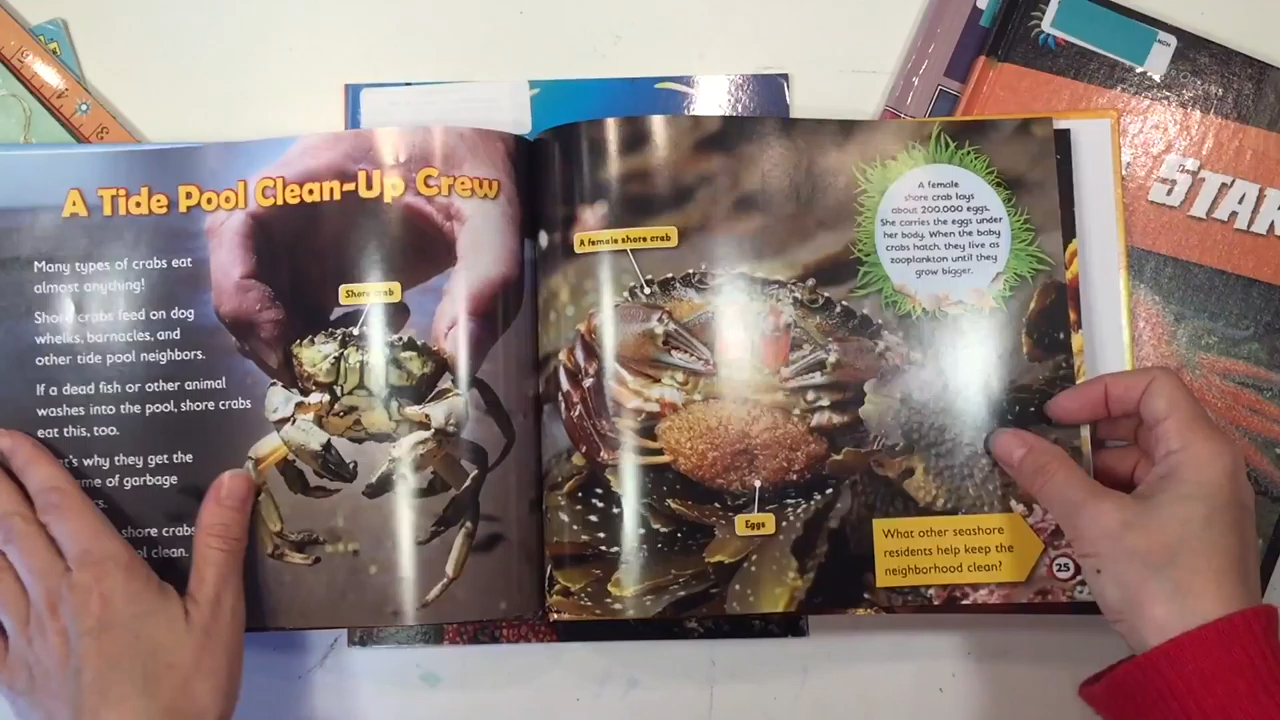 A Tide Pool Clean-Up Crew
Many types of crabs eat
almost anything!
Shore crabs feed on dog
whelks, barnacles, and
other tide pool neighbors.
If a dead fish or other animal
washes into the pool, shore crabs
eat this, too.
why they get the
of garbage
shore crabs
clean.
Shore crab
A female shore crab
Eggs
A female
shore crab lays
about 200,000 eggs.
She carries the eggs under
her body. When the baby
crabs hatch, they live as
zooplankton until they
grow bigger.
What other seashore
residents help keep the
neighborhood clean?
25